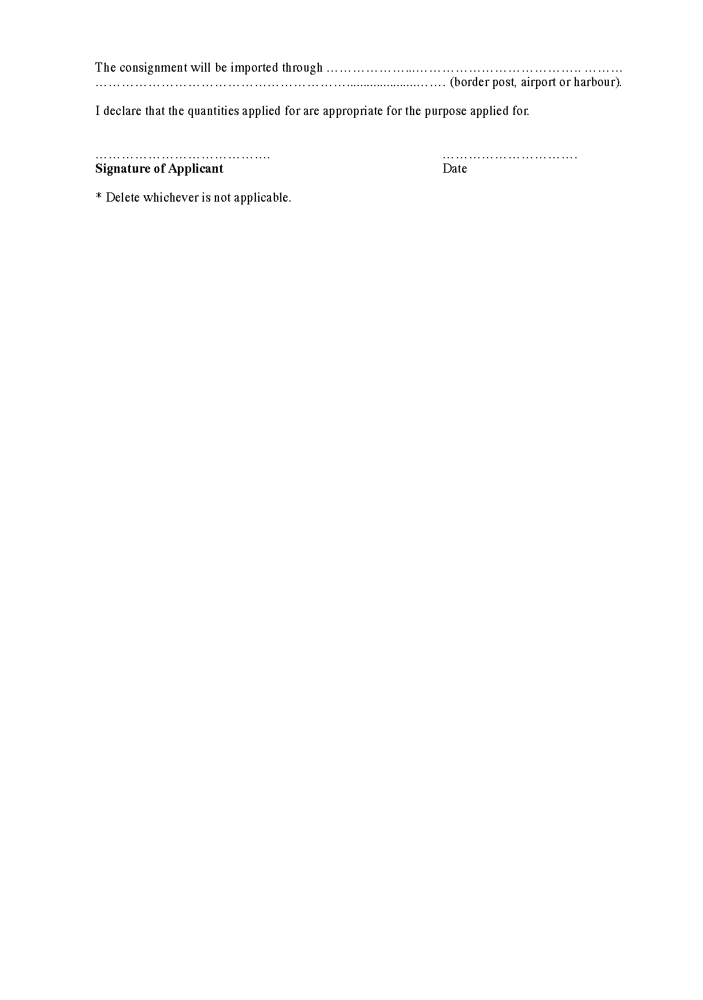 The consignment will be imported through ………………...……………………………….. ………
…………………………………………………......................……. (border post, airport or harbour).
I declare that the quantities applied for are appropriate for the purpose applied for.
…………………………………. ………………………….
Signature of Applicant Date
* Delete whichever is not applicable.